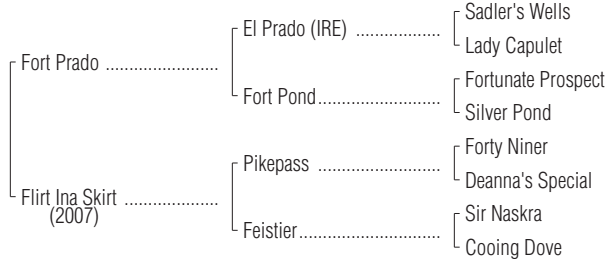 Sadler's Wells
El Prado (IRE) ...................
Lady Capulet
Fort Prado .........................
Fortunate Prospect
Fort Pond...........................
Silver Pond
Forty Niner
Pikepass ...........................
Deanna's Special
Flirt Ina Skirt .....................
(2007)
Sir Naskra
Feistier...............................
Cooing Dove